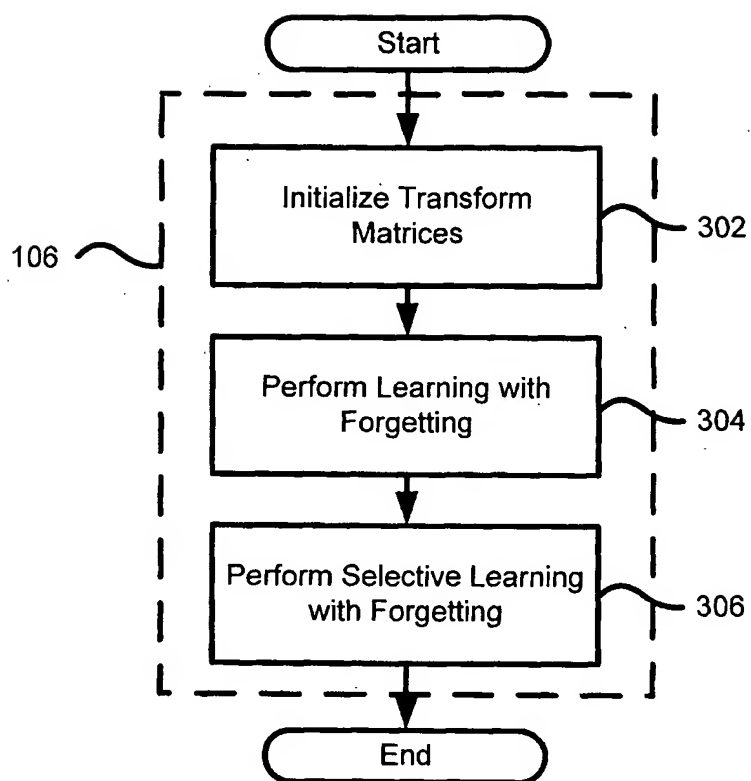 Start
Initialize Transform
Matrices
302
106
Perform Learning with
Forgetting
304
Perform Selective Learning
with Forgetting
306
End